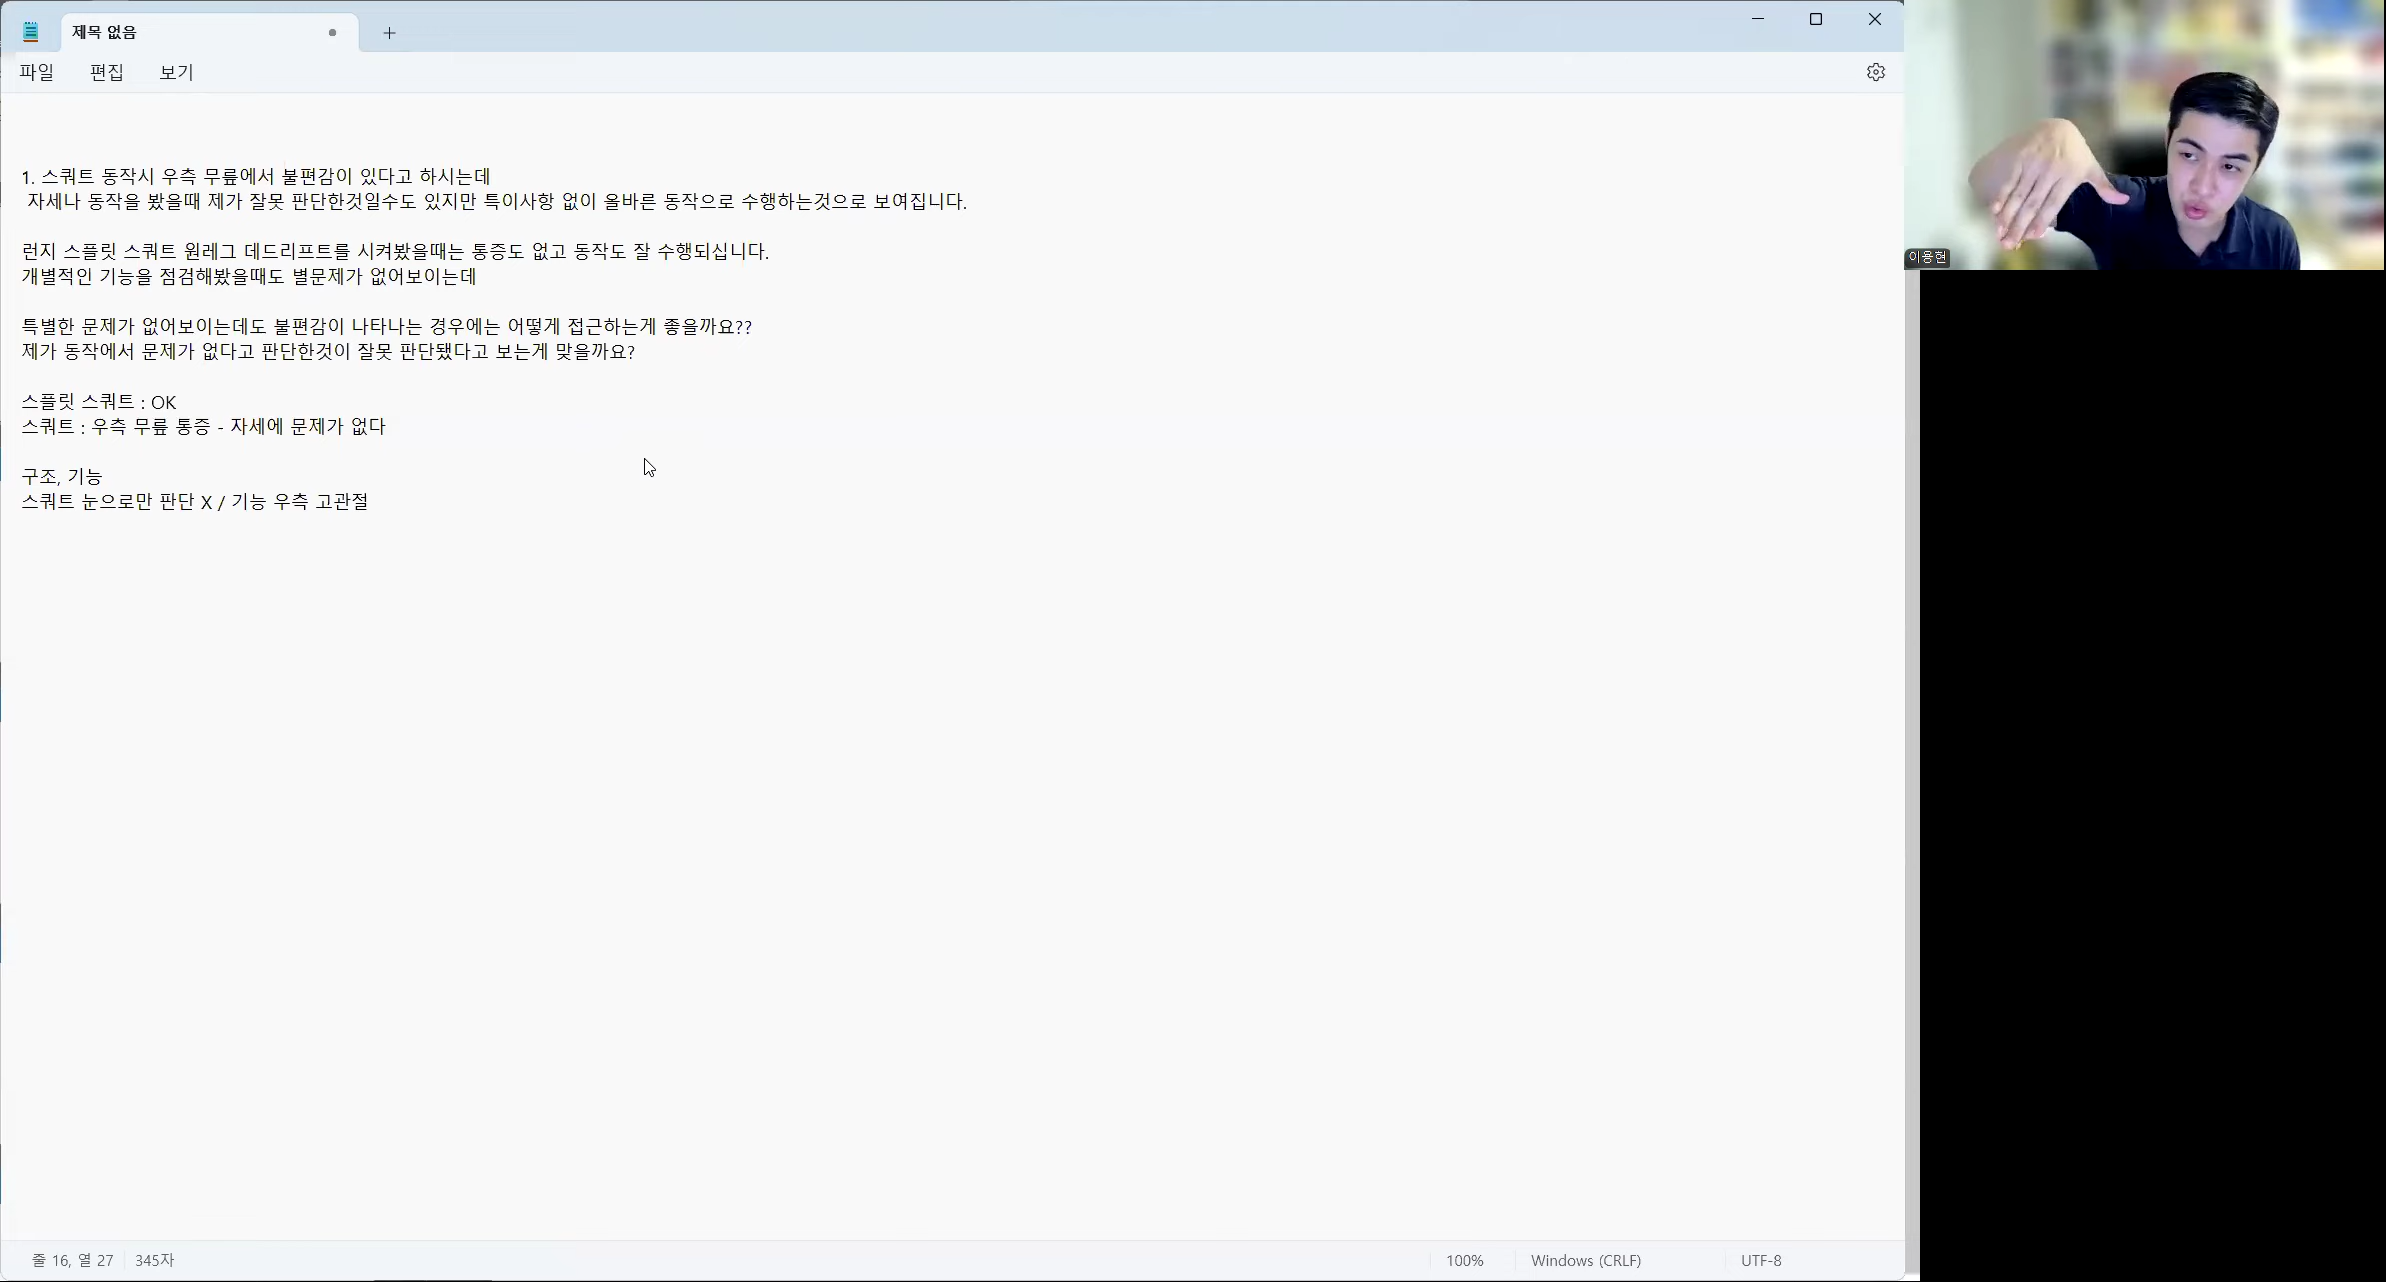 제목 없음
파일 편집 보기
1. 스쿼트 동작시 우측 무릎에서 불편감이 있다고 하시는데
자세나 동작을 봤을때 제가 잘못 판단한것일수도 있지만 특이사항 없이 올바른 동작으로 수행하는것으로 보여집니다.
런지 스플릿 스쿼트 원레그 데드리프트를 시켜봤을때는 통증도 없고 동작도 잘 수행되십니다.
개별적인 기능을 점검해봤을때도 별문제가 없어보이는데
특별한 문제가 없어보이는데도 불편감이 나타나는 경우에는 어떻게 접근하는게 좋을까요??
제가 동작에서 문제가 없다고 판단한것이 잘못 판단됐다고 보는게 맞을까요?
스플릿 스쿼트 : OK
스쿼트 : 우측 무릎 통증 - 자세에 문제가 없다
구조, 기능
스쿼트 눈으로만 판단 X / 기능 우측 고관절
이용현
줄 16, 열 27 345자 100% Windows (CRLF) UTF-8